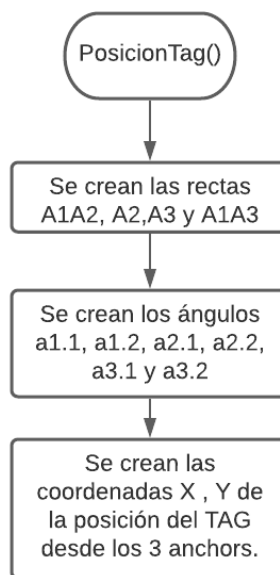 PosicionTag()
Se crean las rectas
A1A2, A2,A3 y A1A3
Se crean los ángulos
a1.1, a1.2, a2.1, a2.2,
a3.1 y a3.2
Se crean las
coordenadas X , Y de
la posición del TAG
desde los 3 anchors.